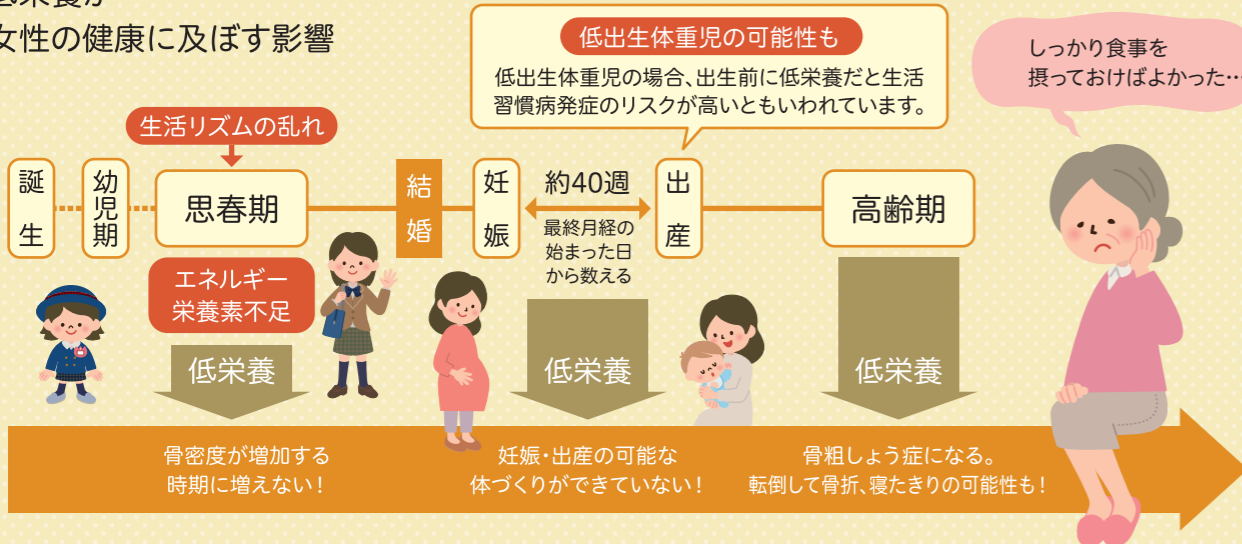 女性の健康に及ぼす影響
低出生体重児の可能性も
低出生体重児の場合、出生前に低栄養だと生活
習慣病発症のリスクが高いともいわれています。
しっかり食事を
摂っておけばよかった…
生活リズムの乱れ
誕生
幼児期
思春期
結婚
妊娠
約40週
最終月経の
始まった日
から数える
出産
高齢期
エネルギー
栄養素不足
低栄養
低栄養
低栄養
骨密度が増加する
時期に増えない！
妊娠・出産の可能な
体づくりができていない！
骨粗しょう症になる。
転倒して骨折、寝たきりの可能性も！